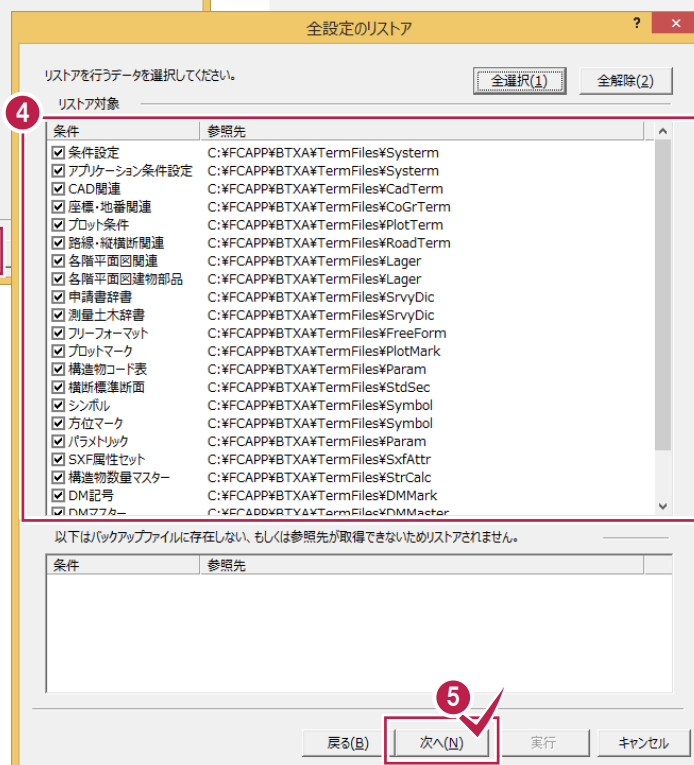 全設定のリストア
? ×
リストアを行うデータを選択してください。
全選択(1) 全解除(2)
リストア対象
4
条件 参照先
条件設定 C:¥FCAPP¥BTXA¥TermFiles¥Systerm
アプリケーション条件設定 C:¥FCAPP¥BTXA¥TermFiles¥Systerm
CAD関連 C:¥FCAPP¥BTXA¥TermFiles¥CadTerm
座標・地番関連 C:¥FCAPP¥BTXA¥TermFiles¥CoGrTerm
プロット条件 C:¥FCAPP¥BTXA¥TermFiles¥PlotTerm
路線・縦横断関連 C:¥FCAPP¥BTXA¥TermFiles¥RoadTerm
各階平面図関連 C:¥FCAPP¥BTXA¥TermFiles¥Lager
各階平面図建物部品 C:¥FCAPP¥BTXA¥TermFiles¥Lager
申請書辞書 C:¥FCAPP¥BTXA¥TermFiles¥SrvyDic
測量土木辞書 C:¥FCAPP¥BTXA¥TermFiles¥SrvyDic
フリーフォーマット C:¥FCAPP¥BTXA¥TermFiles¥FreeForm
プロットマーク C:¥FCAPP¥BTXA¥TermFiles¥PlotMark
構造物コード表 C:¥FCAPP¥BTXA¥TermFiles¥Param
横断標準断面 C:¥FCAPP¥BTXA¥TermFiles¥StdSec
シンボル C:¥FCAPP¥BTXA¥TermFiles¥Symbol
方位マーク C:¥FCAPP¥BTXA¥TermFiles¥Symbol
パラメトリック C:¥FCAPP¥BTXA¥TermFiles¥Param
SXF属性セット C:¥FCAPP¥BTXA¥TermFiles¥SxfAttr
構造物数量マスター C:¥FCAPP¥BTXA¥TermFiles¥StrCalc
DM記号 C:¥FCAPP¥BTXA¥TermFiles¥DMMark
DMマスター C:¥FCAPP¥BTXA¥TermFiles¥DMMaster
以下はバックアップファイルに存在しない、もしくは参照先が取得できないためリストアされません。
条件 参照先
5
戻る(B) 次へ(N) 実行 キャンセル